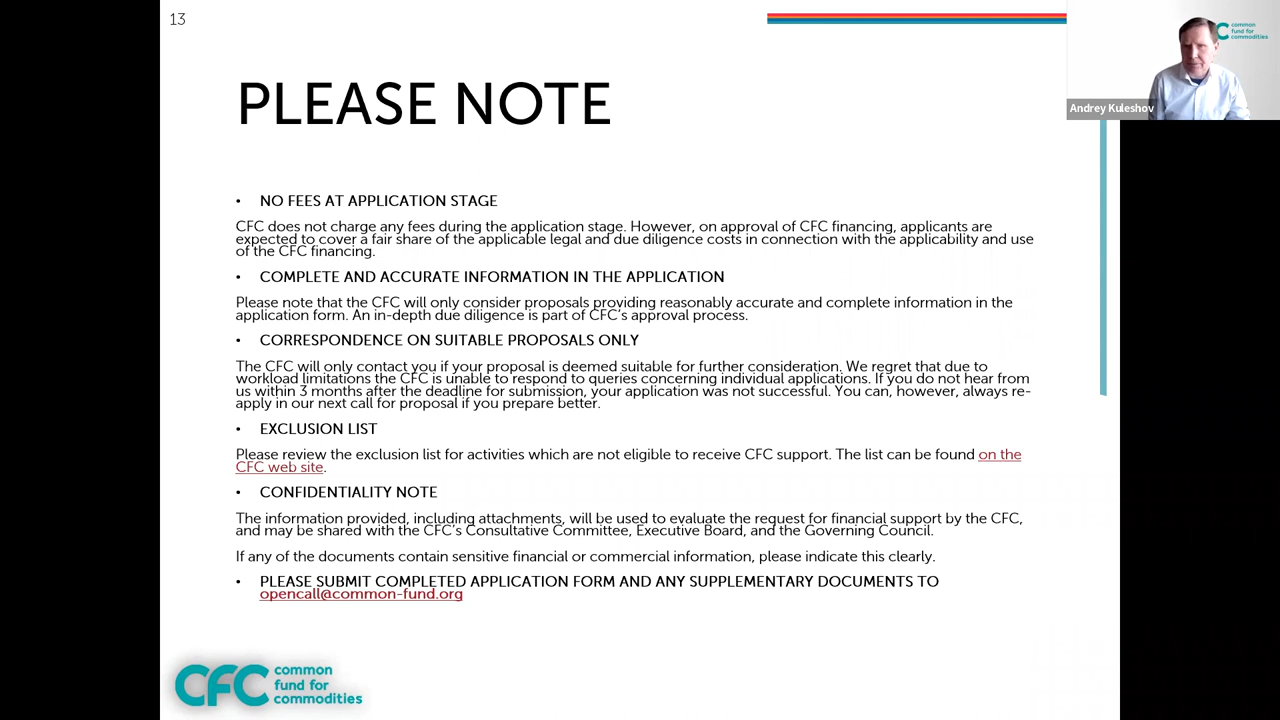 13
PLEASE NOTE
common
fund for
commodities
Andrey Kuleshov
• NO FEES AT APPLICATION STAGE
CFC does not charge any fees during the application stage. However, on approval of CFC financing, applicants are
expected to cover a fair share of the applicable legal and due diligence costs in connection with the applicability and use
of the CFC financing.
• COMPLETE AND ACCURATE INFORMATION IN THE APPLICATION
Please note that the CFC will only consider proposals providing reasonably accurate and complete information in the
application form. An in-depth due diligence is part of CFC's approval process.
• CORRESPONDENCE ON SUITABLE PROPOSALS ONLY
The CFC will only contact you if your proposal is deemed suitable for further consideration. We regret that due to
workload limitations the CFC is unable to respond to queries concerning individual applications. If you do not hear from
us within 3 months after the deadline for submission, your application was not successful. You can, however, always re-
apply in our next call for proposal if you prepare better.
• EXCLUSION LIST
Please review the exclusion list for activities which are not eligible to receive CFC support. The list can be found on the
CFC web site.
• CONFIDENTIALITY NOTE
The information provided, including attachments, will be used to evaluate the request for financial support by the CFC,
and may be shared with the CFC's Consultative Committee, Executive Board, and the Governing Council.
If any of the documents contain sensitive financial or commercial information, please indicate this clearly.
• PLEASE SUBMIT COMPLETED APPLICATION FORM AND ANY SUPPLEMENTARY DOCUMENTS TO
opencall@common-fund.org
CFC common
fund for
commodities